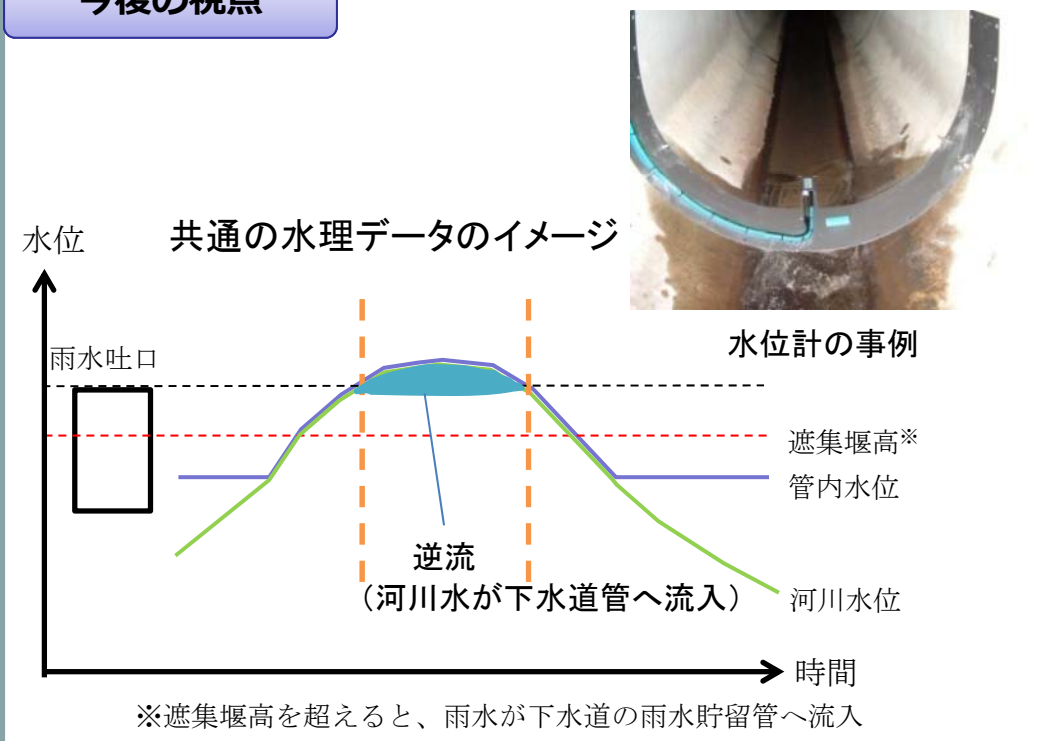 今後の視点
水位
共通の水理データのイメージ
水位計の事例
雨水吐口
遮集堰高※
管内水位
逆流
（河川水が下水道管へ流入）
河川水位
時間
※遮集堰高を超えると、雨水が下水道の雨水貯留管へ流入